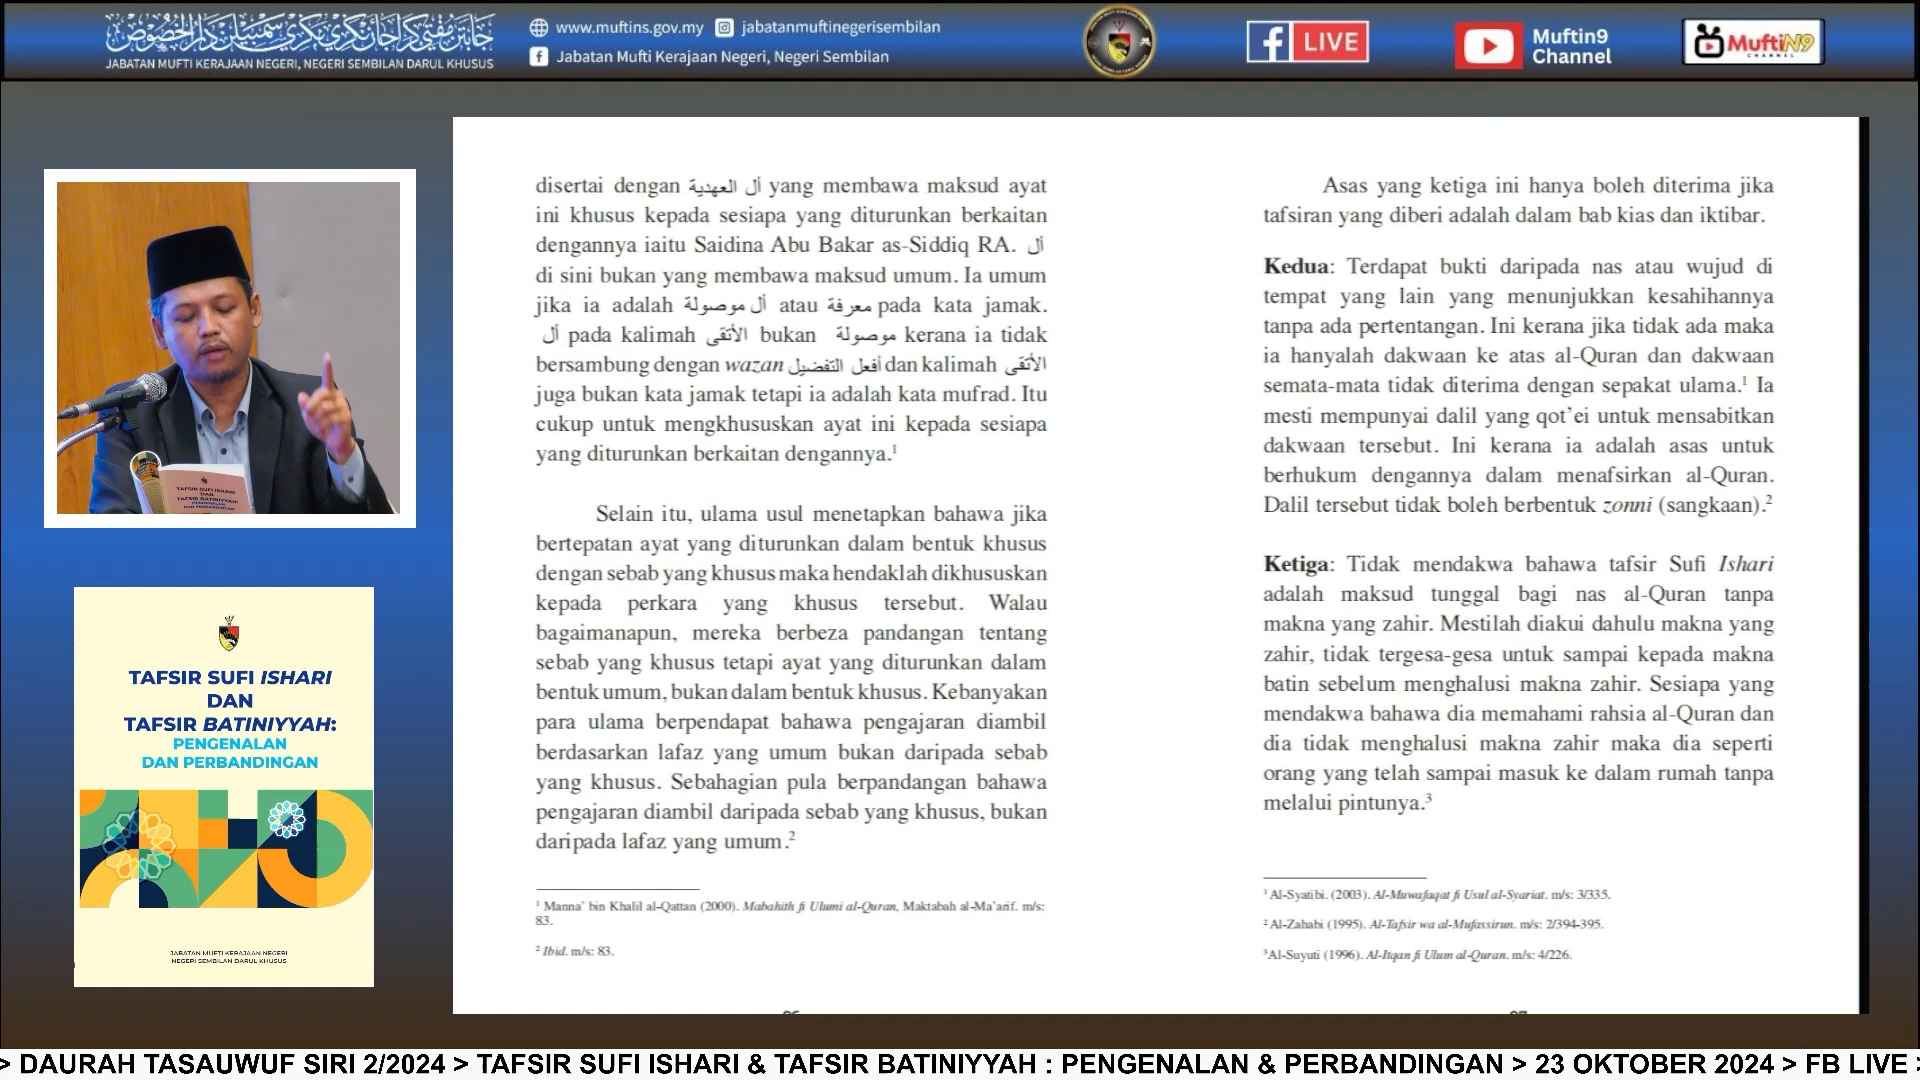 جابتن مفتي كراجأن نڬري نڬري سمبيلن دارالخصوص
JABATAN MUFTI KERAJAAN NEGERI, NEGERI SEMBILAN DARUL KHUSUS
www.muftins.gov.my jabatanmuftinegerisembilan
Jabatan Mufti Kerajaan Negeri, Negeri Sembilan
LIVE
Muftin9
Channel
MuftiN9
CHANNEL
TAFSIR SUFI ISHARI
DAN
TAFSIR BATINIYYAH:
PENGENALAN
DAN PERBANDINGAN
TAFSIR SUFI ISHARI
DAN
TAFSIR BATINIYYAH:
PENGENALAN
DAN PERBANDINGAN
JABATAN MUFTI KERAJAAN NEGERI
NEGERI SEMBILAN DARUL KHUSUS
disertai dengan أل العهدية yang membawa maksud ayat
ini khusus kepada sesiapa yang diturunkan berkaitan
dengannya iaitu Saidina Abu Bakar as-Siddiq RA. أل
di sini bukan yang membawa maksud umum. Ia umum
jika ia adalah أل موصولة atau معرفة pada kata jamak.
أل pada kalimah الأتقى bukan موصولة kerana ia tidak
bersambung dengan wazan أفعل التفضيل dan kalimah الأتقى
juga bukan kata jamak tetapi ia adalah kata mufrad. Itu
cukup untuk mengkhususkan ayat ini kepada sesiapa
yang diturunkan berkaitan dengannya.¹
Selain itu, ulama usul menetapkan bahawa jika
bertepatan ayat yang diturunkan dalam bentuk khusus
dengan sebab yang khusus maka hendaklah dikhususkan
kepada perkara yang khusus tersebut. Walau
bagaimanapun, mereka berbeza pandangan tentang
sebab yang khusus tetapi ayat yang diturunkan dalam
bentuk umum, bukan dalam bentuk khusus. Kebanyakan
para ulama berpendapat bahawa pengajaran diambil
berdasarkan lafaz yang umum bukan daripada sebab
yang khusus. Sebahagian pula berpandangan bahawa
pengajaran diambil daripada sebab yang khusus, bukan
daripada lafaz yang umum.²
¹ Manna' bin Khalil al-Qattan (2000). Mabahith fi Ulumi al-Quran, Maktabah al-Ma'arif. m/s:
83.
² Ibid. m/s: 83.
Asas yang ketiga ini hanya boleh diterima jika
tafsiran yang diberi adalah dalam bab kias dan iktibar.
Kedua: Terdapat bukti daripada nas atau wujud di
tempat yang lain yang menunjukkan kesahihannya
tanpa ada pertentangan. Ini kerana jika tidak ada maka
ia hanyalah dakwaan ke atas al-Quran dan dakwaan
semata-mata tidak diterima dengan sepakat ulama.¹ Ia
mesti mempunyai dalil yang qot'ei untuk mensabitkan
dakwaan tersebut. Ini kerana ia adalah asas untuk
berhukum dengannya dalam menafsirkan al-Quran.
Dalil tersebut tidak boleh berbentuk zonni (sangkaan).²
Ketiga: Tidak mendakwa bahawa tafsir Sufi Ishari
adalah maksud tunggal bagi nas al-Quran tanpa
makna yang zahir. Mestilah diakui dahulu makna yang
zahir, tidak tergesa-gesa untuk sampai kepada makna
batin sebelum menghalusi makna zahir. Sesiapa yang
mendakwa bahawa dia memahami rahsia al-Quran dan
dia tidak menghalusi makna zahir maka dia seperti
orang yang telah sampai masuk ke dalam rumah tanpa
melalui pintunya.³
¹ Al-Syatibi. (2003). Al-Muwafaqat fi Usul al-Syariat. m/s: 3/335.
² Al-Zahabi (1995). Al-Tafsir wa al-Mufassirun. m/s: 2/394-395.
³Al-Suyuti (1996). Al-Itqan fi Ulum al-Quran. m/s: 4/226.
> DAURAH TASAUWUF SIRI 2/2024 > TAFSIR SUFI ISHARI & TAFSIR BATINIYYAH : PENGENALAN & PERBANDINGAN > 23 OKTOBER 2024 > FB LIVE :